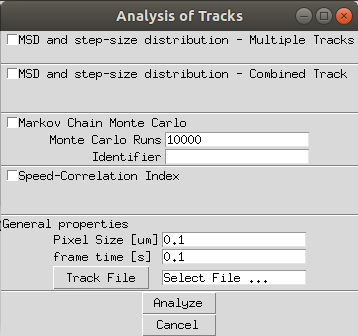 Analysis of Tracks
MSD and step-size distribution - Multiple Tracks
MSD and step-size distribution - Combined Track
Markov Chain Monte Carlo
Monte Carlo Runs 10000
Identifier
Speed-Correlation Index
General properties
Pixel Size [um] 0.1
frame time [s] 0.1
Track File Select File ...
Analyze
Cancel